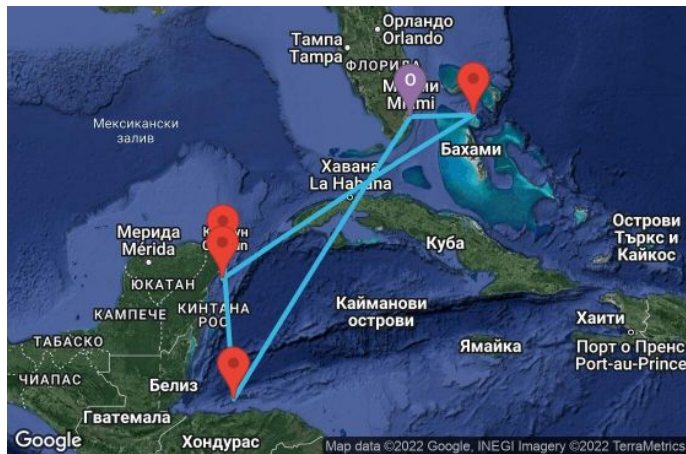 Орландо
Orlando
Тампа
Tampa
ФЛОРИДА
O
Miami
Мексикански
залив
Бахами
Хавана
La Habana
Мерида
Mérida
Куба
Острови
Търкс и
Кайкос
ЮКАТАН
КАМПЕЧЕ
КИНТАНА
РОО
Кайманови
острови
Хаити
ТАБАСКО
Ямайка
Порт о Пренс
Port-au-Prince
ЧИАПАС
Белиз
Гватемала
Хондурас
Google
Map data ©2022 Google, INEGI Imagery ©2022 TerraMetrics